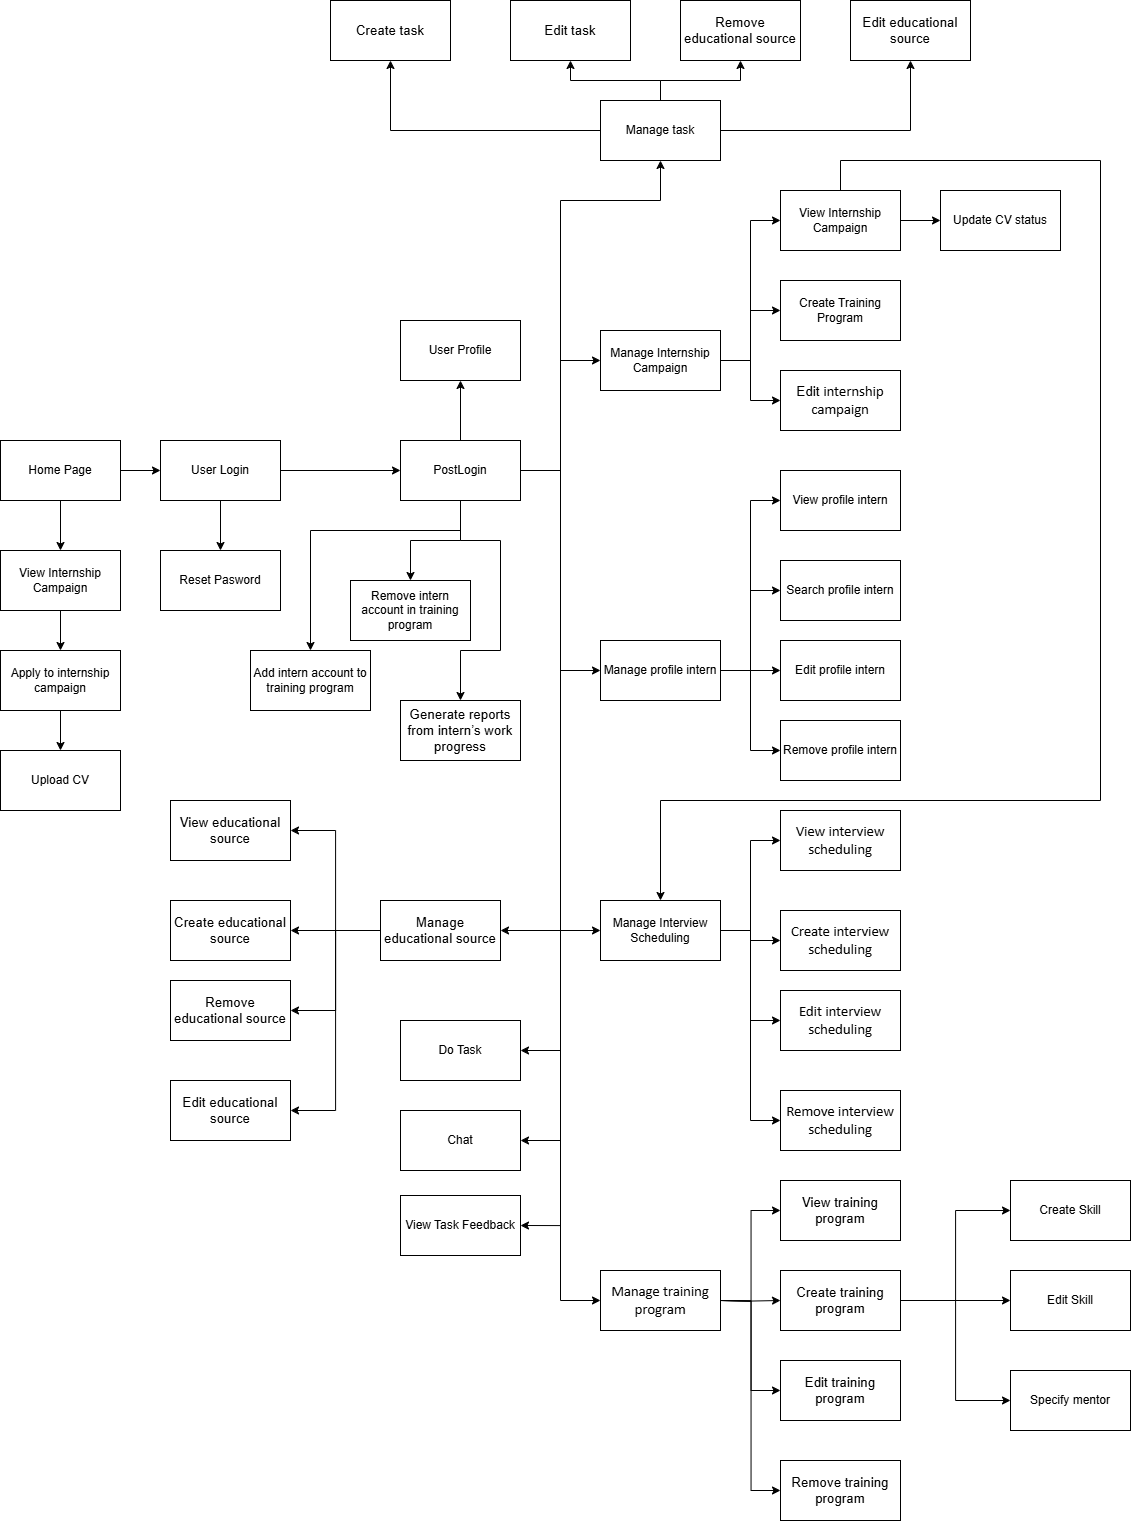 Create task
Edit task
Remove
educational source
Edit educational
source
Manage task
View Internship
Campaign
Update CV status
Create Training
Program
User Profile
Manage Internship
Campaign
Edit internship
campaign
Home Page
User Login
PostLogin
View profile intern
View Internship
Campaign
Reset Pasword
Remove intern
account in training
program
Search profile intern
Apply to internship
campaign
Add intern account to
training program
Manage profile intern
Edit profile intern
Generate reports
from intern's work
progress
Remove profile intern
Upload CV
View educational
source
View interview
scheduling
Create educational
source
Manage
educational source
Manage Interview
Scheduling
Create interview
scheduling
Remove
educational source
Edit interview
scheduling
Do Task
Edit educational
source
Chat
Remove interview
scheduling
View Task Feedback
View training
program
Create Skill
Manage training
program
Create training
program
Edit Skill
Edit training
program
Specify mentor
Remove training
program